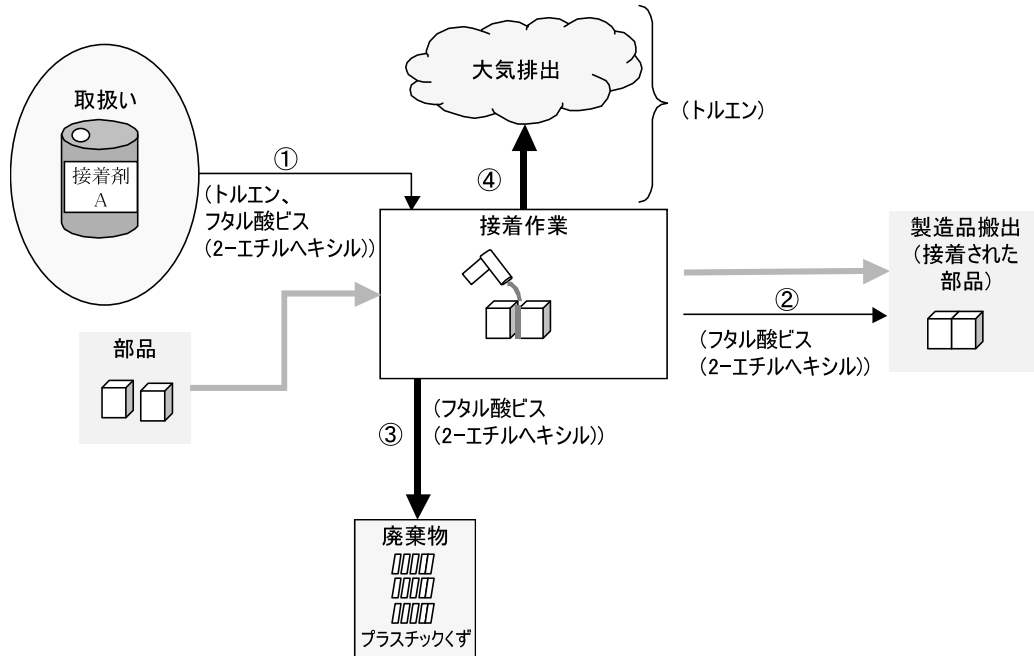 大気排出
(トルエン)
取扱い
接着剤
A
①
(トルエン、
フタル酸ビス
(2-エチルヘキシル))
④
接着作業
製造品搬出
(接着された
部品)
②
(フタル酸ビス
(2-エチルヘキシル))
部品
③
(フタル酸ビス
(2-エチルヘキシル))
廃棄物
プラスチックくず